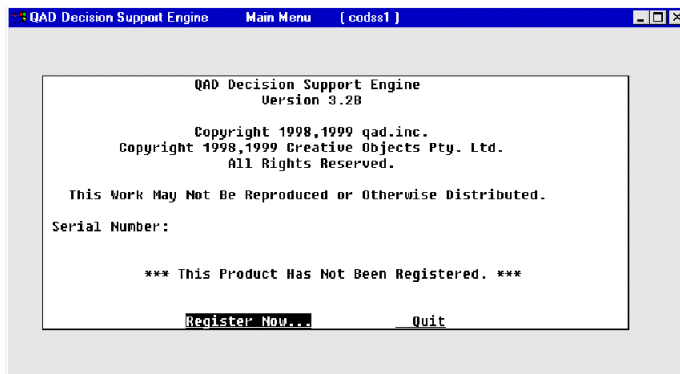 QAD Decision Support Engine Main Menu ( codss1 )
QAD Decision Support Engine
Version 3.2B
Copyright 1998,1999 qad.inc.
Copyright 1998,1999 Creative Objects Pty. Ltd.
All Rights Reserved.
This Work May Not Be Reproduced or Otherwise Distributed.
Serial Number:
*** This Product Has Not Been Registered. ***
Register Now... Quit